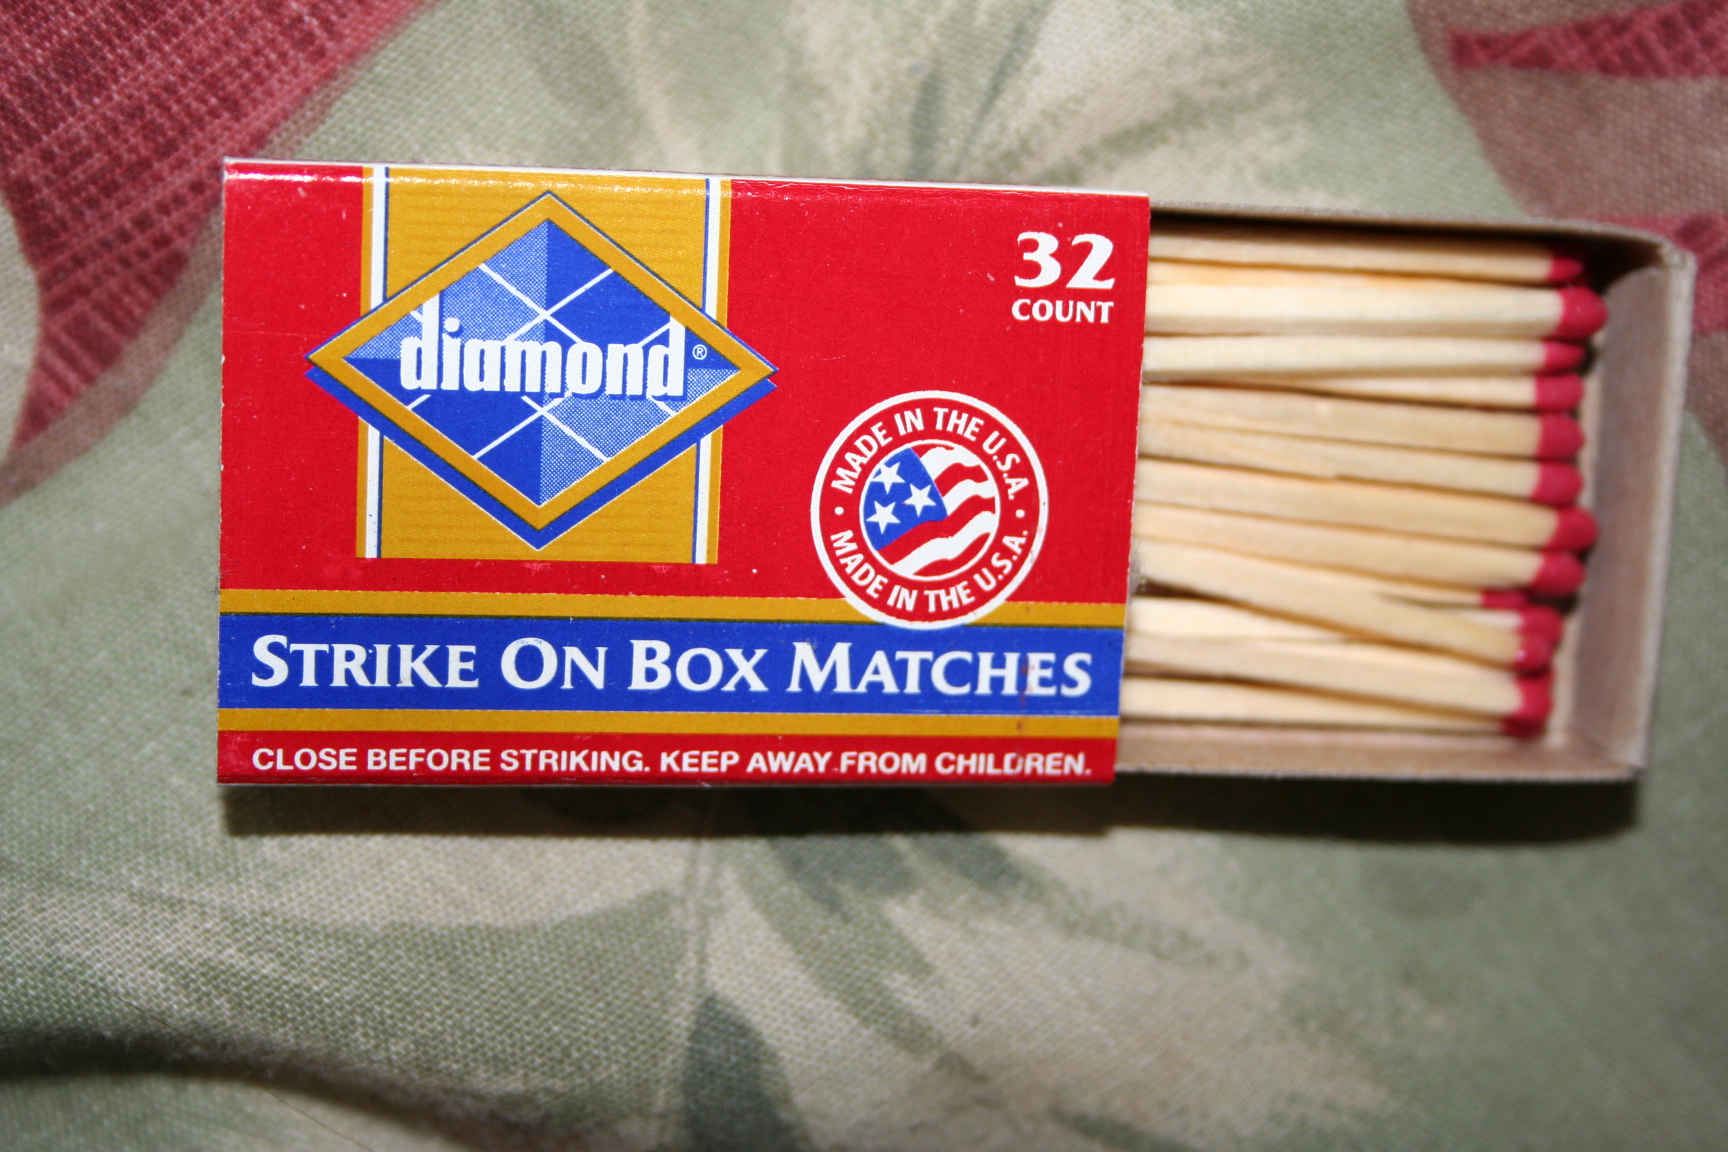 diamond®
32
COUNT
MADE IN THE U.S.A. •
MADE IN THE U.S.A. •
STRIKE ON BOX MATCHES
CLOSE BEFORE STRIKING. KEEP AWAY FROM CHILDREN.